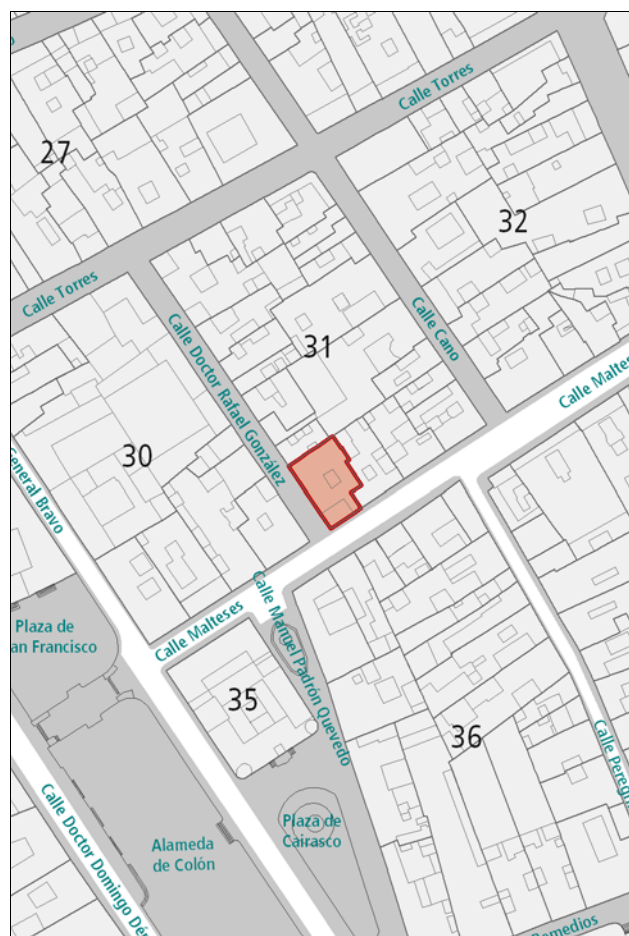 Calle Torres
27
32
Calle Torres
Calle Cano
Calle Doctor Rafael González
31
Calle Maltes
30
General Bravo
Calle Manuel Padrón Quevedo
Calle Malteses
Plaza de
an Francisco
35
36
Calle Peregri
Calle Doctor Domingo Dé
Plaza de
Cairasco
Alameda
de Colón
Remedios